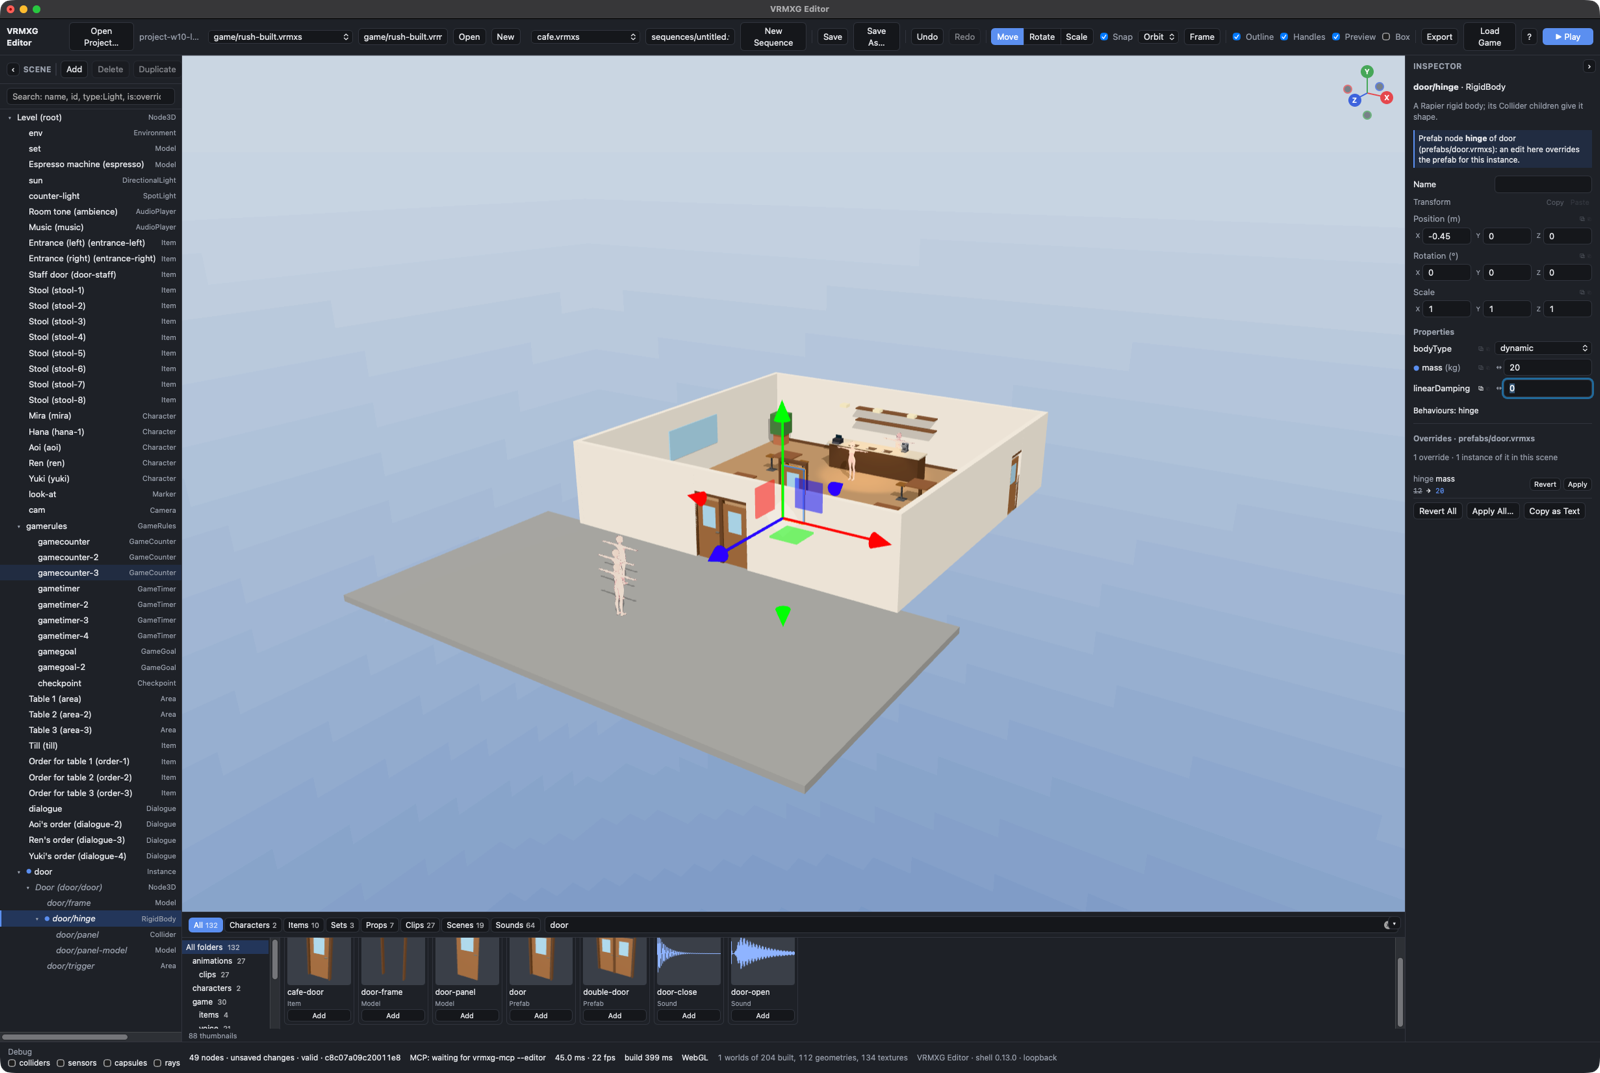 VRMXG Editor
VRMXG Editor
Open Project...
project-w10-l...
game/rush-built.vrmxs
game/rush-built.vrm
Open
New
cafe.vrmxs
sequences/untitled.
New Sequence
Save
Save As...
Undo
Redo
Move
Rotate
Scale
Snap
Orbit
Frame
Outline
Handles
Preview
Box
Export
Load Game
?
Play
SCENE
Add
Delete
Duplicate
Search: name, id, type:Light, is:overri
Level (root) Node3D
env Environment
set Model
Espresso machine (espresso) Model
sun DirectionalLight
counter-light SpotLight
Room tone (ambience) AudioPlayer
Music (music) AudioPlayer
Entrance (left) (entrance-left) Item
Entrance (right) (entrance-right) Item
Staff door (door-staff) Item
Stool (stool-1) Item
Stool (stool-2) Item
Stool (stool-3) Item
Stool (stool-4) Item
Stool (stool-5) Item
Stool (stool-6) Item
Stool (stool-7) Item
Stool (stool-8) Item
Mira (mira) Character
Hana (hana-1) Character
Aoi (aoi) Character
Ren (ren) Character
Yuki (yuki) Character
look-at Marker
cam Camera
gamerules GameRules
gamecounter GameCounter
gamecounter-2 GameCounter
gamecounter-3 GameCounter
gametimer GameTimer
gametimer-2 GameTimer
gametimer-3 GameTimer
gametimer-4 GameTimer
gamegoal GameGoal
gamegoal-2 GameGoal
checkpoint Checkpoint
Table 1 (area) Area
Table 2 (area-2) Area
Table 3 (area-3) Area
Till (till) Item
Order for table 1 (order-1) Item
Order for table 2 (order-2) Item
Order for table 3 (order-3) Item
dialogue Dialogue
Aoi's order (dialogue-2) Dialogue
Ren's order (dialogue-3) Dialogue
Yuki's order (dialogue-4) Dialogue
door Instance
Door (door/door) Node3D
door/frame Model
door/hinge RigidBody
door/panel Collider
door/panel-model Model
door/trigger Area
Debug
colliders sensors capsules rays
Y
Z
X
All 132
Characters 2
Items 10
Sets 3
Props 7
Clips 27
Scenes 19
Sounds 64
door
All folders 132
animations 27
clips 27
characters 2
game 30
items 4
voice 21
88 thumbnails
cafe-door
Item
Add
door-frame
Model
Add
door-panel
Model
Add
door
Prefab
Add
double-door
Prefab
Add
door-close
Sound
Add
door-open
Sound
Add
49 nodes · unsaved changes · valid · c8c07a09c20011e8 MCP: waiting for vrmxg-mcp --editor 45.0 ms · 22 fps build 399 ms WebGL 1 worlds of 204 built, 112 geometries, 134 textures VRMXG Editor · shell 0.13.0 · loopback
INSPECTOR
door/hinge · RigidBody
A Rapier rigid body; its Collider children give it
shape.
Prefab node hinge of door
(prefabs/door.vrmxs): an edit here overrides
the prefab for this instance.
Name
Transform Copy Paste
Position (m)
X -0.45 Y 0 Z 0
Rotation (°)
X 0 Y 0 Z 0
Scale
X 1 Y 1 Z 1
Properties
bodyType dynamic
mass (kg) ↔ 20
linearDamping ↔ 0
Behaviours: hinge
Overrides · prefabs/door.vrmxs
1 override · 1 instance of it in this scene
hinge mass
12 → 20
Revert
Apply
Revert All
Apply All...
Copy as Text